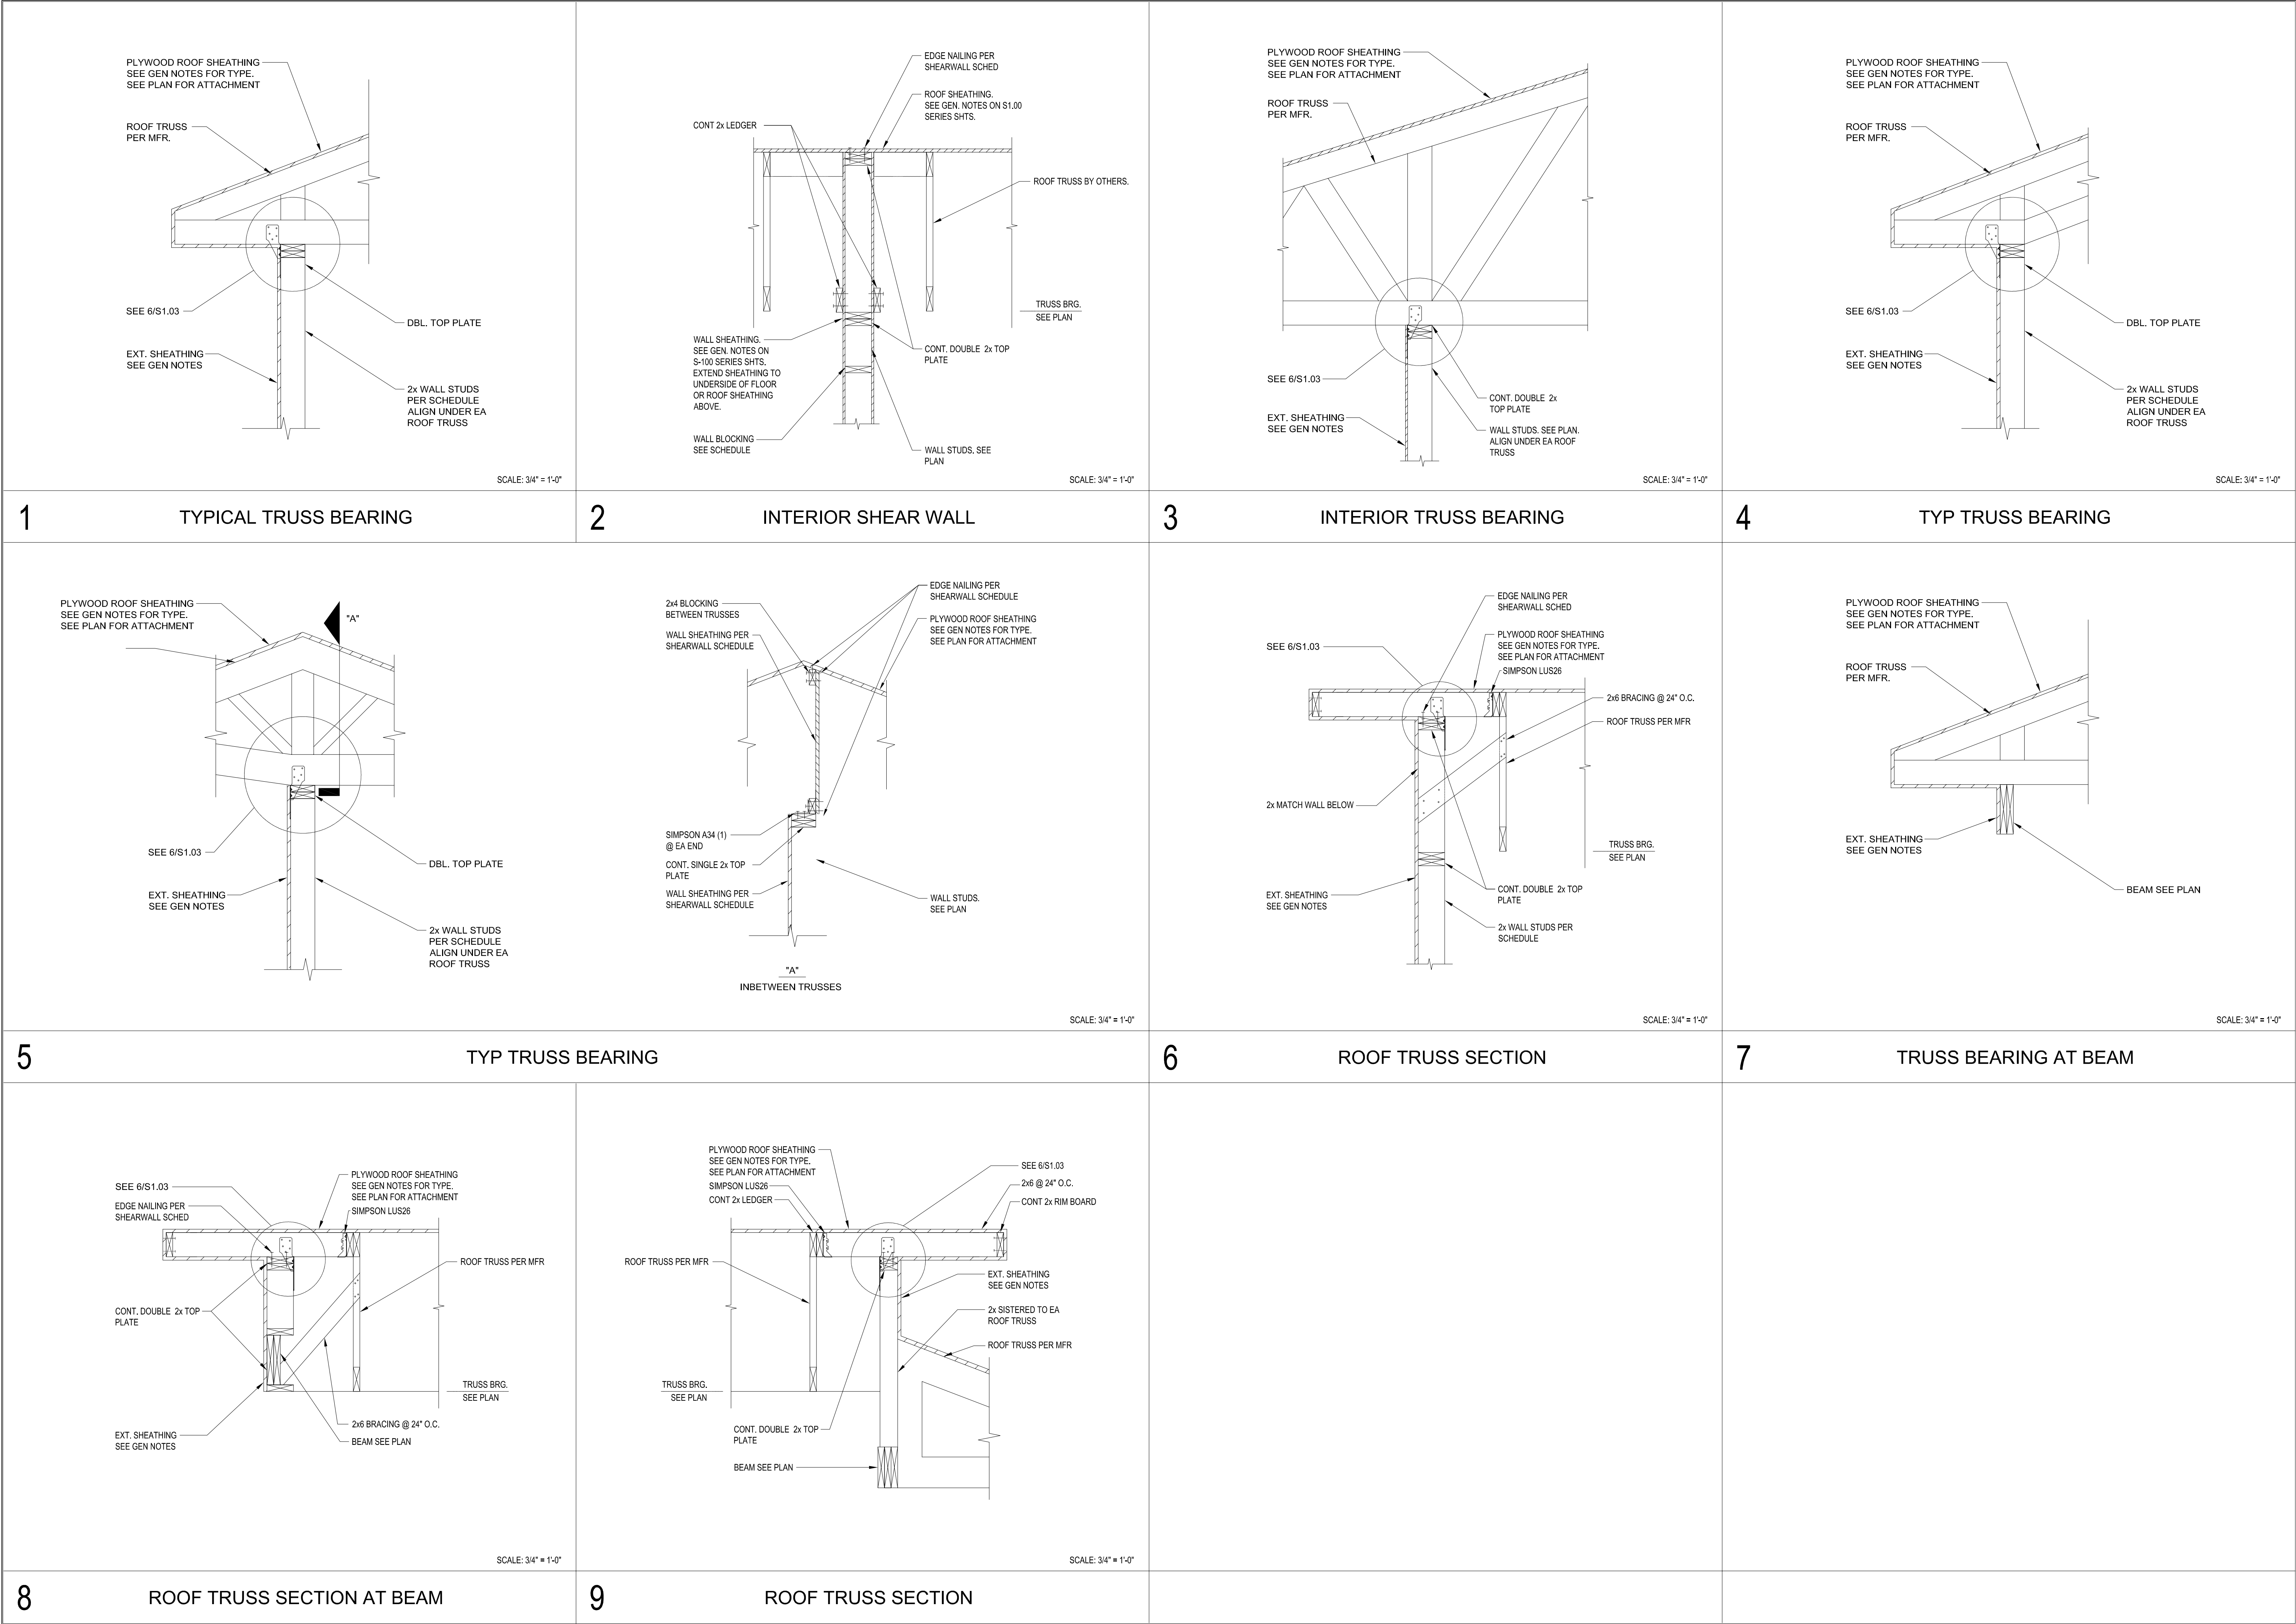 PLYWOOD ROOF SHEATHING
SEE GEN NOTES FOR TYPE.
SEE PLAN FOR ATTACHMENT
ROOF TRUSS
PER MFR.
SEE 6/S1.03
DBL. TOP PLATE
EXT. SHEATHING
SEE GEN NOTES
2x WALL STUDS
PER SCHEDULE
ALIGN UNDER EA
ROOF TRUSS
SCALE: 3/4" = 1'-0"
1
TYPICAL TRUSS BEARING
EDGE NAILING PER
SHEARWALL SCHED
ROOF SHEATHING.
SEE GEN. NOTES ON S1.00
SERIES SHTS.
CONT 2x LEDGER
ROOF TRUSS BY OTHERS.
TRUSS BRG.
SEE PLAN
WALL SHEATHING.
SEE GEN. NOTES ON
S-100 SERIES SHTS.
EXTEND SHEATHING TO
UNDERSIDE OF FLOOR
OR ROOF SHEATHING
ABOVE.
CONT. DOUBLE 2x TOP
PLATE
WALL BLOCKING
SEE SCHEDULE
WALL STUDS. SEE
PLAN
SCALE: 3/4" = 1'-0"
2
INTERIOR SHEAR WALL
PLYWOOD ROOF SHEATHING
SEE GEN NOTES FOR TYPE.
SEE PLAN FOR ATTACHMENT
ROOF TRUSS
PER MFR.
SEE 6/S1.03
CONT. DOUBLE 2x
TOP PLATE
EXT. SHEATHING
SEE GEN NOTES
WALL STUDS. SEE PLAN.
ALIGN UNDER EA ROOF
TRUSS
SCALE: 3/4" = 1'-0"
3
INTERIOR TRUSS BEARING
PLYWOOD ROOF SHEATHING
SEE GEN NOTES FOR TYPE.
SEE PLAN FOR ATTACHMENT
ROOF TRUSS
PER MFR.
SEE 6/S1.03
DBL. TOP PLATE
EXT. SHEATHING
SEE GEN NOTES
2x WALL STUDS
PER SCHEDULE
ALIGN UNDER EA
ROOF TRUSS
SCALE: 3/4" = 1'-0"
4
TYP TRUSS BEARING
PLYWOOD ROOF SHEATHING
SEE GEN NOTES FOR TYPE.
SEE PLAN FOR ATTACHMENT
"A"
SEE 6/S1.03
DBL. TOP PLATE
EXT. SHEATHING
SEE GEN NOTES
2x WALL STUDS
PER SCHEDULE
ALIGN UNDER EA
ROOF TRUSS
EDGE NAILING PER
SHEARWALL SCHEDULE
2x4 BLOCKING
BETWEEN TRUSSES
PLYWOOD ROOF SHEATHING
SEE GEN NOTES FOR TYPE.
SEE PLAN FOR ATTACHMENT
WALL SHEATHING PER
SHEARWALL SCHEDULE
SIMPSON A34 (1)
@ EA END
CONT. SINGLE 2x TOP
PLATE
WALL SHEATHING PER
SHEARWALL SCHEDULE
WALL STUDS.
SEE PLAN
"A"
INBETWEEN TRUSSES
SCALE: 3/4" = 1'-0"
5
TYP TRUSS BEARING
EDGE NAILING PER
SHEARWALL SCHED
SEE 6/S1.03
PLYWOOD ROOF SHEATHING
SEE GEN NOTES FOR TYPE.
SEE PLAN FOR ATTACHMENT
SIMPSON LUS26
2x6 BRACING @ 24" O.C.
ROOF TRUSS PER MFR
2x MATCH WALL BELOW
TRUSS BRG.
SEE PLAN
EXT. SHEATHING
SEE GEN NOTES
CONT. DOUBLE 2x TOP
PLATE
2x WALL STUDS PER
SCHEDULE
SCALE: 3/4" = 1'-0"
6
ROOF TRUSS SECTION
PLYWOOD ROOF SHEATHING
SEE GEN NOTES FOR TYPE.
SEE PLAN FOR ATTACHMENT
ROOF TRUSS
PER MFR.
EXT. SHEATHING
SEE GEN NOTES
BEAM SEE PLAN
SCALE: 3/4" = 1'-0"
7
TRUSS BEARING AT BEAM
PLYWOOD ROOF SHEATHING
SEE GEN NOTES FOR TYPE.
SEE PLAN FOR ATTACHMENT
SEE 6/S1.03
EDGE NAILING PER
SHEARWALL SCHED
SIMPSON LUS26
ROOF TRUSS PER MFR
CONT. DOUBLE 2x TOP
PLATE
TRUSS BRG.
SEE PLAN
2x6 BRACING @ 24" O.C.
BEAM SEE PLAN
EXT. SHEATHING
SEE GEN NOTES
SCALE: 3/4" = 1'-0"
8
ROOF TRUSS SECTION AT BEAM
PLYWOOD ROOF SHEATHING
SEE GEN NOTES FOR TYPE.
SEE PLAN FOR ATTACHMENT
SIMPSON LUS26
CONT 2x LEDGER
SEE 6/S1.03
2x6 @ 24" O.C.
CONT 2x RIM BOARD
ROOF TRUSS PER MFR
EXT. SHEATHING
SEE GEN NOTES
2x SISTERED TO EA
ROOF TRUSS
ROOF TRUSS PER MFR
TRUSS BRG.
SEE PLAN
CONT. DOUBLE 2x TOP
PLATE
BEAM SEE PLAN
SCALE: 3/4" = 1'-0"
9
ROOF TRUSS SECTION